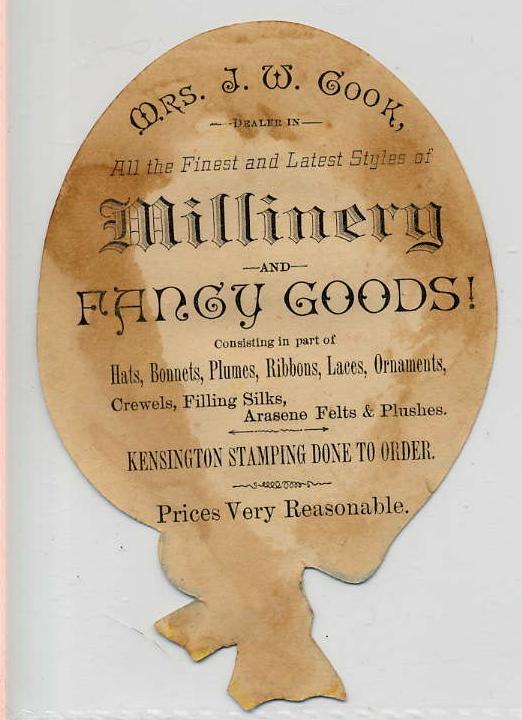 Mrs. J. W. Cook,
—Dealer in—
All the Finest and Latest Styles of
Millinery
—AND—
FANCY GOODS!
Consisting in part of
Hats, Bonnets, Plumes, Ribbons, Laces, Ornaments,
Crewels, Filling Silks,
Arasene Felts & Plushes.
KENSINGTON STAMPING DONE TO ORDER.
Prices Very Reasonable.